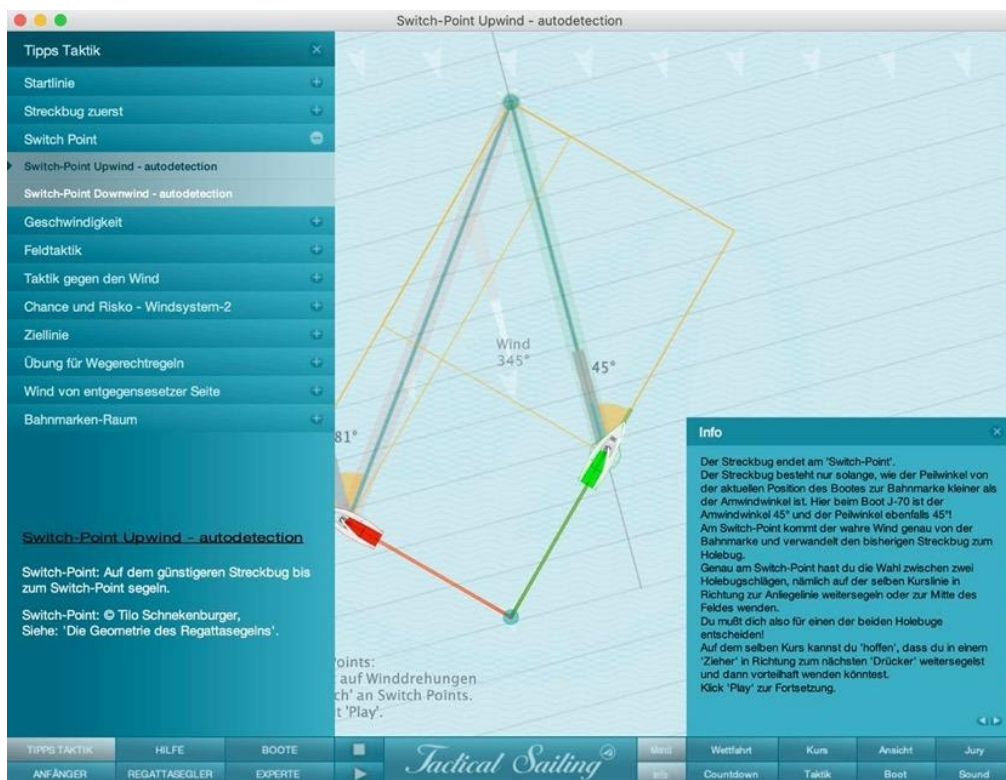 Switch-Point Upwind - autodetection
Tipps Taktik
Startlinie
Streckbug zuerst
Switch Point
Switch-Point Upwind - autodetection
Switch-Point Downwind - autodetection
Geschwindigkeit
Feldtaktik
Taktik gegen den Wind
Chance und Risko - Windsystem-2
Ziellinie
Übung für Wegerechtregeln
Wind von entgegensesetzer Seite
Bahnmarken-Raum
Switch-Point Upwind - autodetection
Switch-Point: Auf dem günstigeren Streckbug bis
zum Switch-Point segeln.
Switch-Point: © Tilo Schnekenburger,
Siehe: 'Die Geometrie des Regattasegelns'.
Wind
345°
45°
81°
oints:
auf Winddrehungen
ch' an Switch Points.
t 'Play'.
Info
Der Streckbug endet am 'Switch-Point'.
Der Streckbug besteht nur solange, wie der Peilwinkel von
der aktuellen Position des Bootes zur Bahnmarke kleiner als
der Amwindwinkel ist. Hier beim Boot J-70 ist der
Amwindwinkel 45° und der Peilwinkel ebenfalls 45°!
Am Switch-Point kommt der wahre Wind genau von der
Bahnmarke und verwandelt den bisherigen Streckbug zum
Holebug.
Genau am Switch-Point hast du die Wahl zwischen zwei
Holebugschlägen, nämlich auf der selben Kurslinie in
Richtung zur Anliegelinie weitersegeln oder zur Mitte des
Feldes wenden.
Du mußt dich also für einen der beiden Holebuge
entscheiden!
Auf dem selben Kurs kannst du 'hoffen', dass du in einem
'Zieher' in Richtung zum nächsten 'Drücker' weitersegelst
und dann vorteilhaft wenden könntest.
Klick 'Play' zur Fortsetzung.
TIPPS TAKTIK HILFE BOOTE Tactical Sailing ® Menü Wettfahrt Kurs Ansicht Jury
ANFÄNGER REGATTASEGLER EXPERTE Info Countdown Taktik Boot Sound